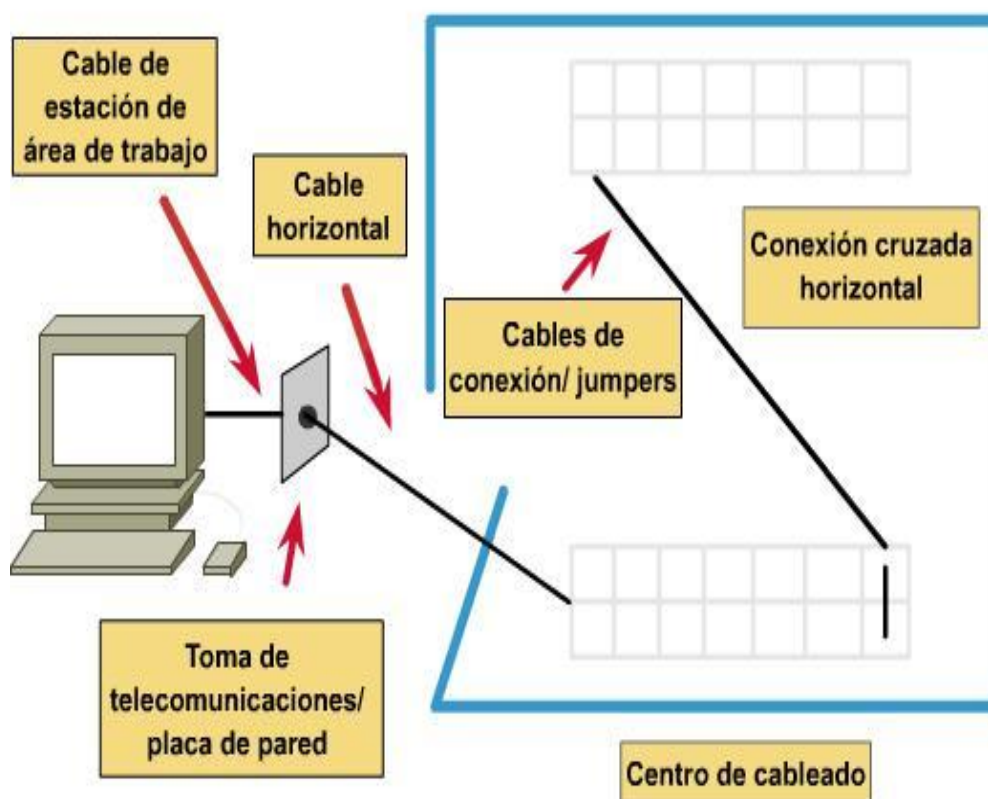 Cable de
estación de
área de trabajo
Cable
horizontal
Conexión cruzada
horizontal
Cables de
conexión/ jumpers
Toma de
telecomunicaciones/
placa de pared
Centro de cableado